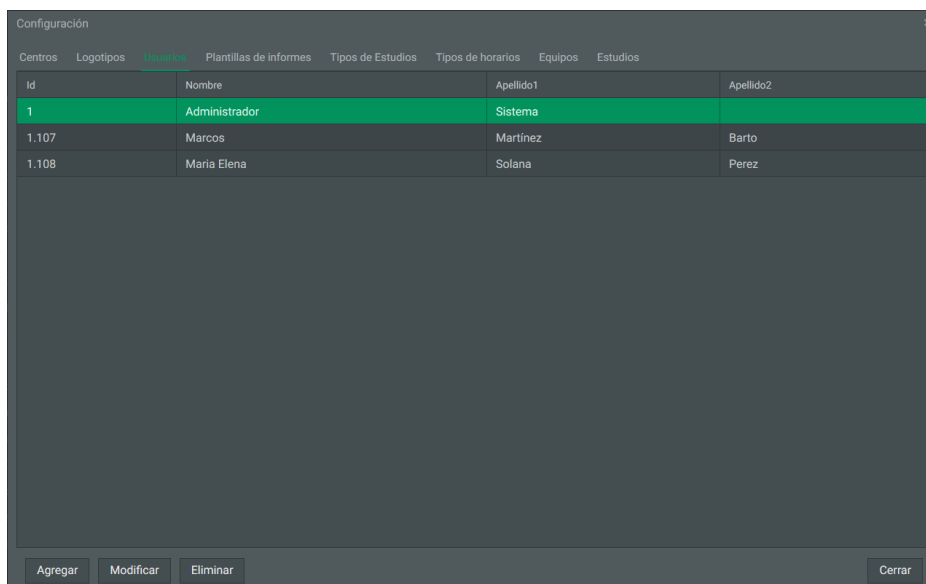 Configuración
Centros Logotipos Usuarios Plantillas de informes Tipos de Estudios Tipos de horarios Equipos Estudios
Id Nombre Apellido1 Apellido2
1 Administrador Sistema
1.107 Marcos Martínez Barto
1.108 Maria Elena Solana Perez
Agregar Modificar Eliminar Cerrar